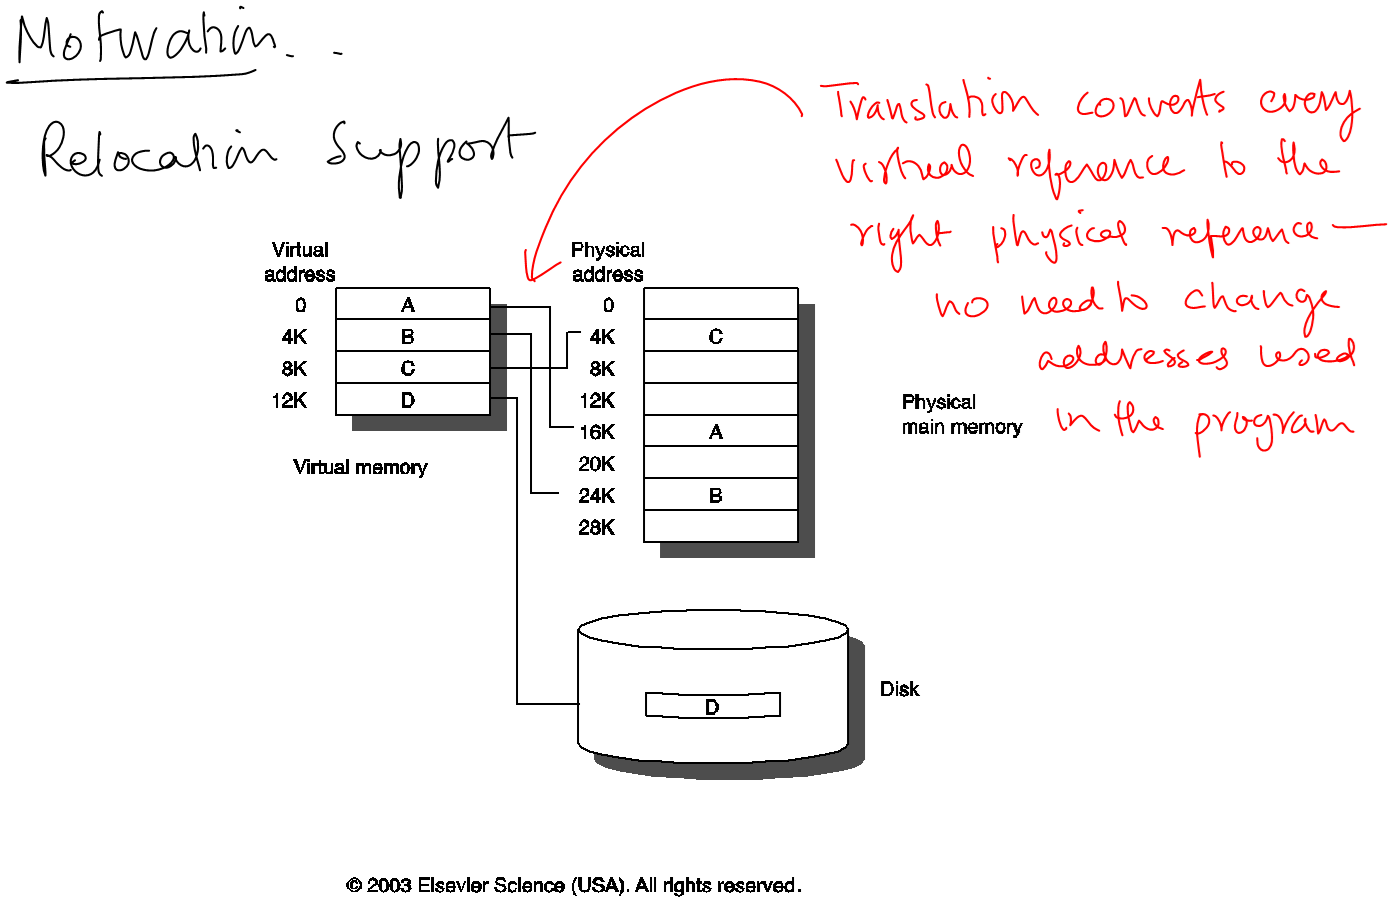 Motivation...
Relocation Support
Translation converts every
virtual reference to the
right physical reference —
no need to change
addresses used
in the program
Virtual
address
Physical
address
0 A
4K B
8K C
12K D
Virtual memory
0
4K C
8K
12K
16K A
20K
24K B
28K
Physical
main memory
D
Disk
© 2003 Elsevier Science (USA). All rights reserved.